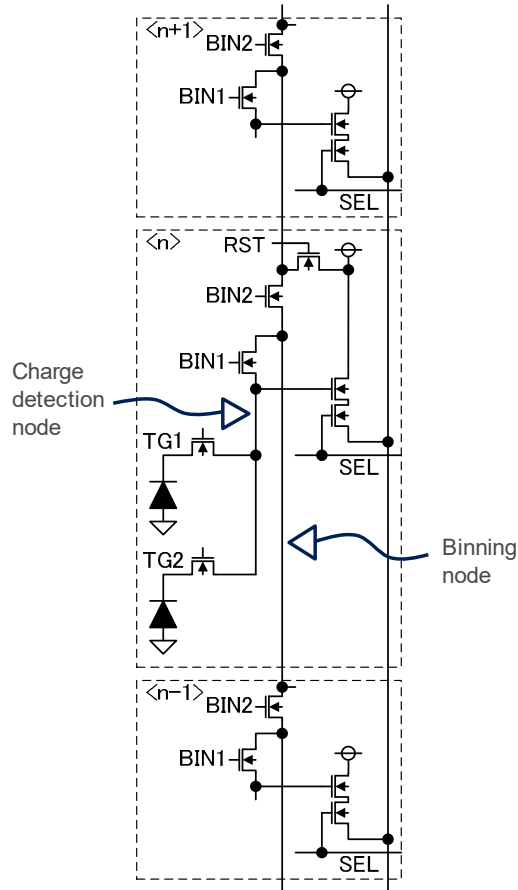 <n+1>
BIN2
BIN1
SEL
<n>
RST
BIN2
BIN1
Charge
detection
node
TG1
SEL
TG2
Binning
node
<n-1>
BIN2
BIN1
SEL